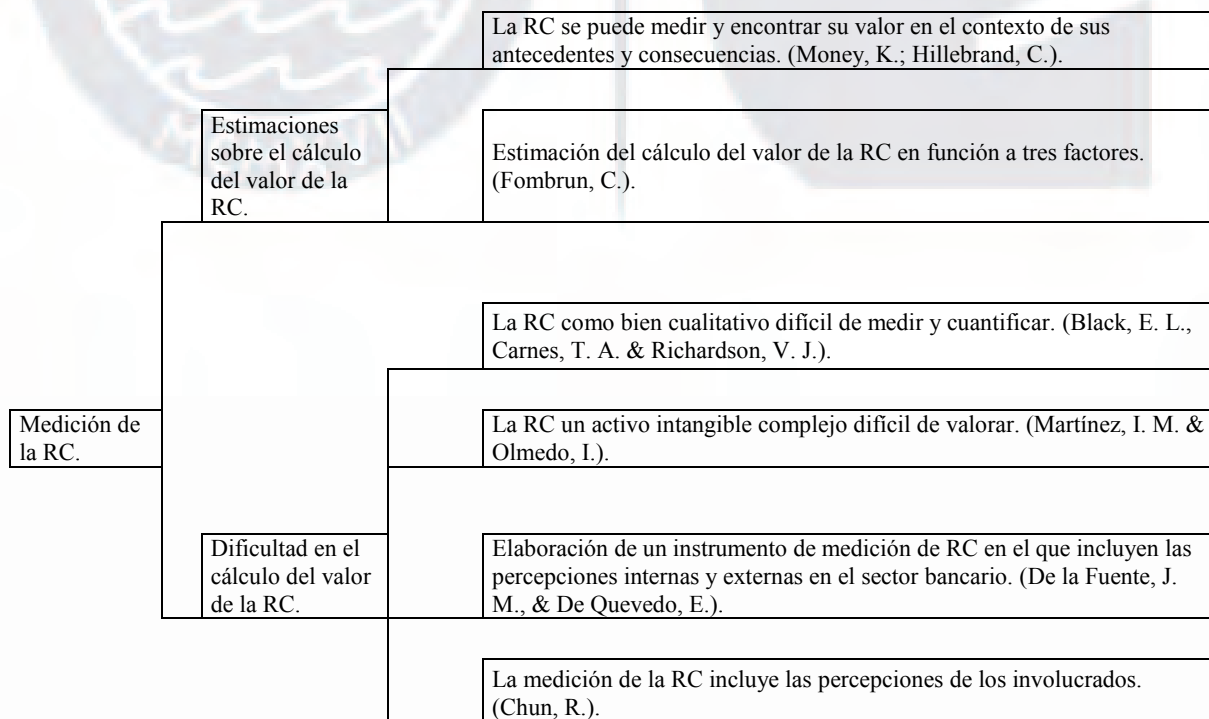 La RC se puede medir y encontrar su valor en el contexto de sus
antecedentes y consecuencias. (Money, K.; Hillebrand, C.).
Estimaciones
sobre el cálculo
del valor de la
RC.
Estimación del cálculo del valor de la RC en función a tres factores.
(Fombrun, C.).
La RC como bien cualitativo difícil de medir y cuantificar. (Black, E. L.,
Carnes, T. A. & Richardson, V. J.).
Medición de
la RC.
La RC un activo intangible complejo difícil de valorar. (Martínez, I. M. &
Olmedo, I.).
Dificultad en el
cálculo del valor
de la RC.
Elaboración de un instrumento de medición de RC en el que incluyen las
percepciones internas y externas en el sector bancario. (De la Fuente, J.
M., & De Quevedo, E.).
La medición de la RC incluye las percepciones de los involucrados.
(Chun, R.).